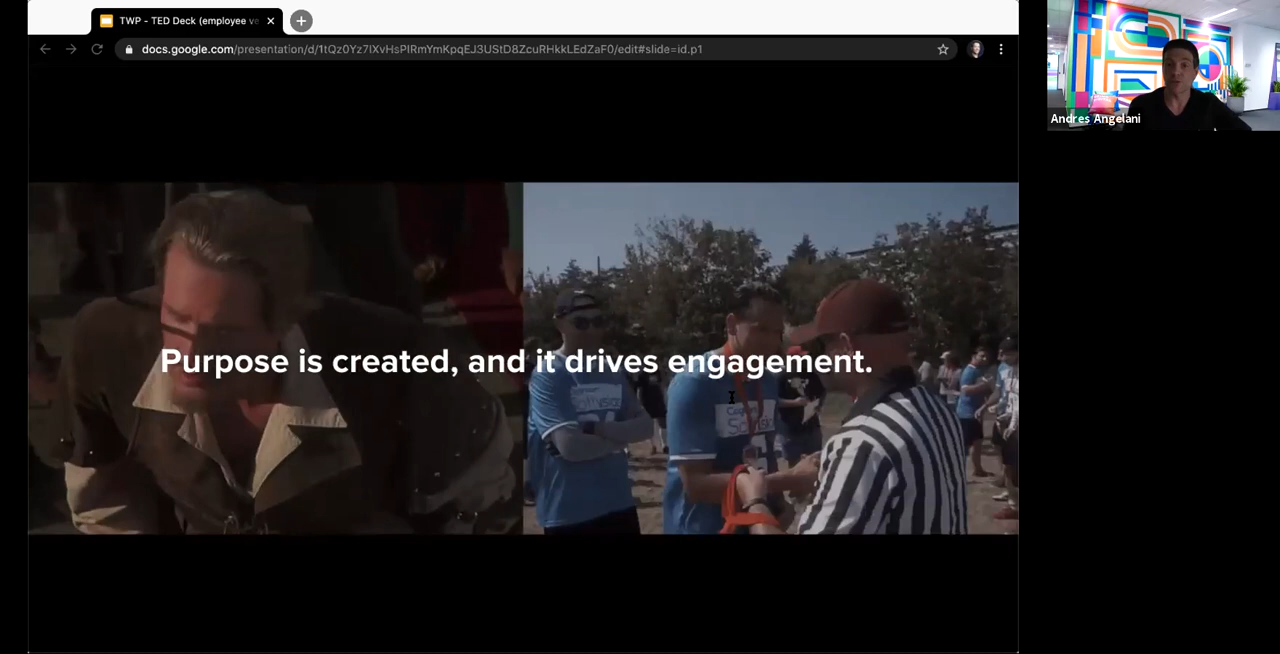 TWP - TED Deck (employee ve
docs.google.com/presentation/d/1tQz0Yz7IXvHsPIRmYmKpqEJ3UStD8ZcuRHkkLEdZaF0/edit#slide=id.p1
Andres Angelani
Purpose is created, and it drives engagement.